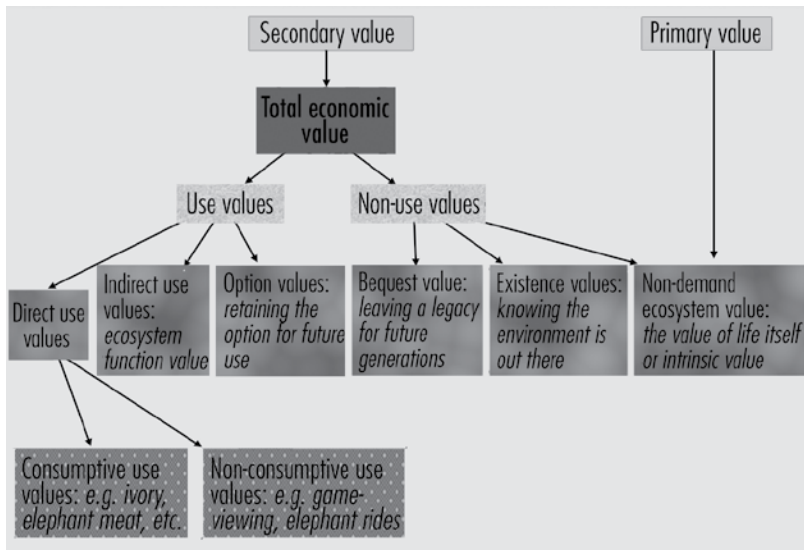 Secondary value
Primary value
Total economic
value
Use values
Non-use values
Direct use
values
Indirect use
values:
ecosystem
function value
Option values:
retaining the
option for future
use
Bequest value:
leaving a legacy
for future
generations
Existence values:
knowing the
environment is
out there
Non-demand
ecosystem value:
the value of life itself
or intrinsic value
Consumptive use
values: e.g. ivory,
elephant meat, etc.
Non-consumptive use
values: e.g. game-
viewing, elephant rides